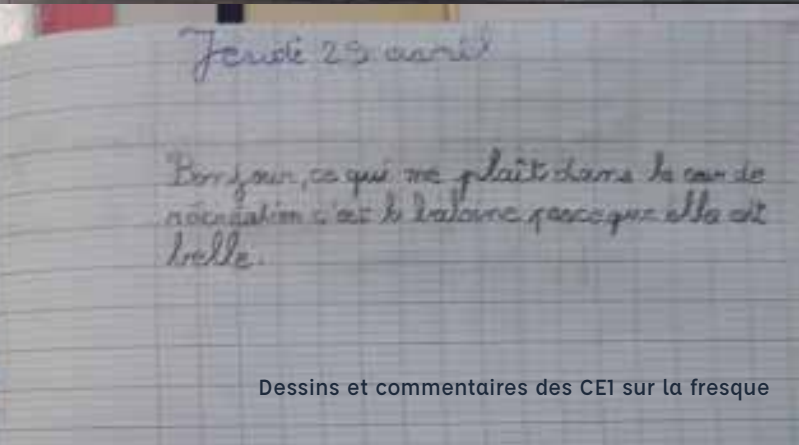 Jeudi 29 avril
Bonjour, ce qui me plaît dans la cour de
récréation c'est la baleine parce que elle est
belle.
Dessins et commentaires des CE1 sur la fresque